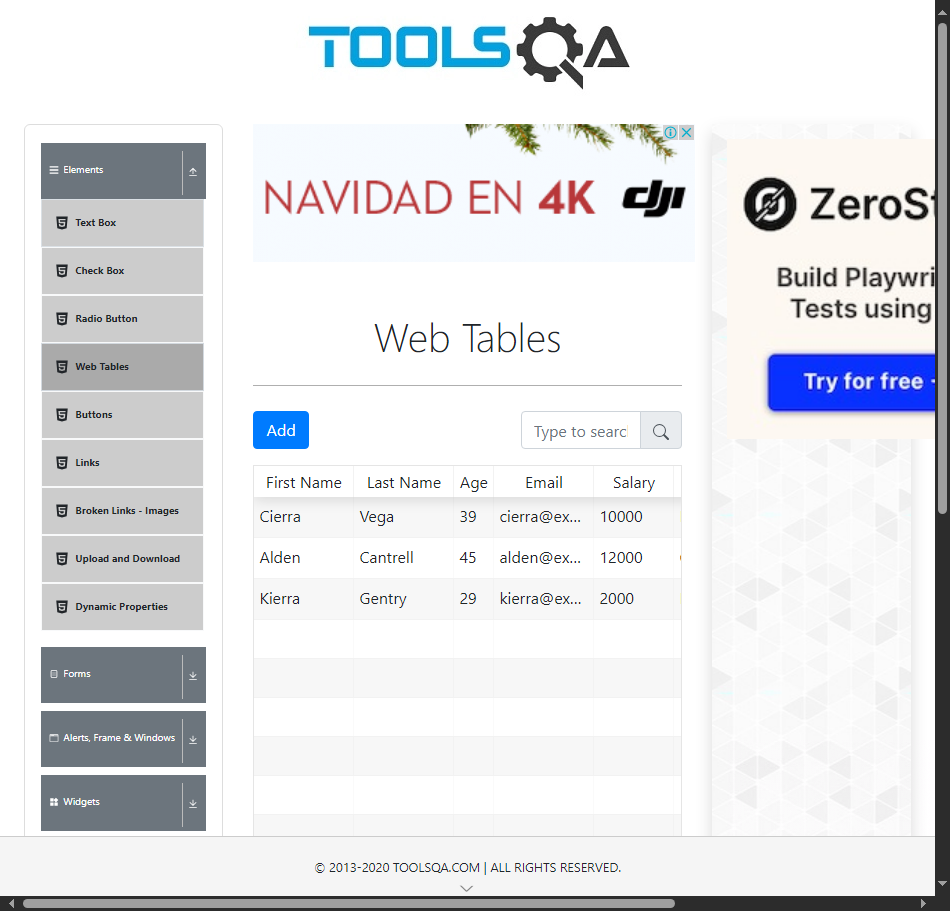 TOOLSQA
Elements
Text Box
Check Box
Radio Button
Web Tables
Buttons
Links
Broken Links - Images
Upload and Download
Dynamic Properties
Forms
Alerts, Frame & Windows
Widgets
NAVIDAD EN 4K dji
Web Tables
Add
Type to searc
First Name Last Name Age Email Salary
Cierra Vega 39 cierra@ex... 10000
Alden Cantrell 45 alden@ex... 12000
Kierra Gentry 29 kierra@ex... 2000
ZeroSt
Build Playwri
Tests using
Try for free
© 2013-2020 TOOLSQA.COM | ALL RIGHTS RESERVED.